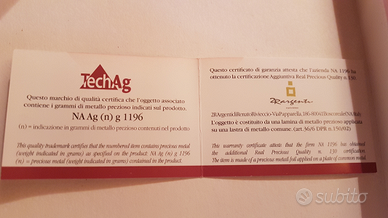 TechAg
Questo marchio di qualità certifica che l'oggetto associato
contiene i grammi di metallo prezioso indicati sul prodotto.
NA Ag (n) g 1196
(n) = indicazione in grammi di metallo prezioso contenuti nel prodotto
This quality trademark certifies that the numbered item contains precious metal
(weight indicated in grams) as specified on the product NA Ag (n) g 1196
(n) = precious metal (weight indicated in grams) contained in the product
Questo certificato di garanzia attesta che l'azienda NA 1196 ha
ottenuto la certificazione Aggiuntiva Real Precious Quality n. 130
2R argenti
L'oggetto è costituito da una lamina di metallo prezioso applicata
su una lastra di metallo comune.
This warranty certificate attests that the firm NA 1196 has obtained
the additional Real Precious Quality n. 130 certification.
The item is made of a precious metal foil applied on a plate of common metal.
subito